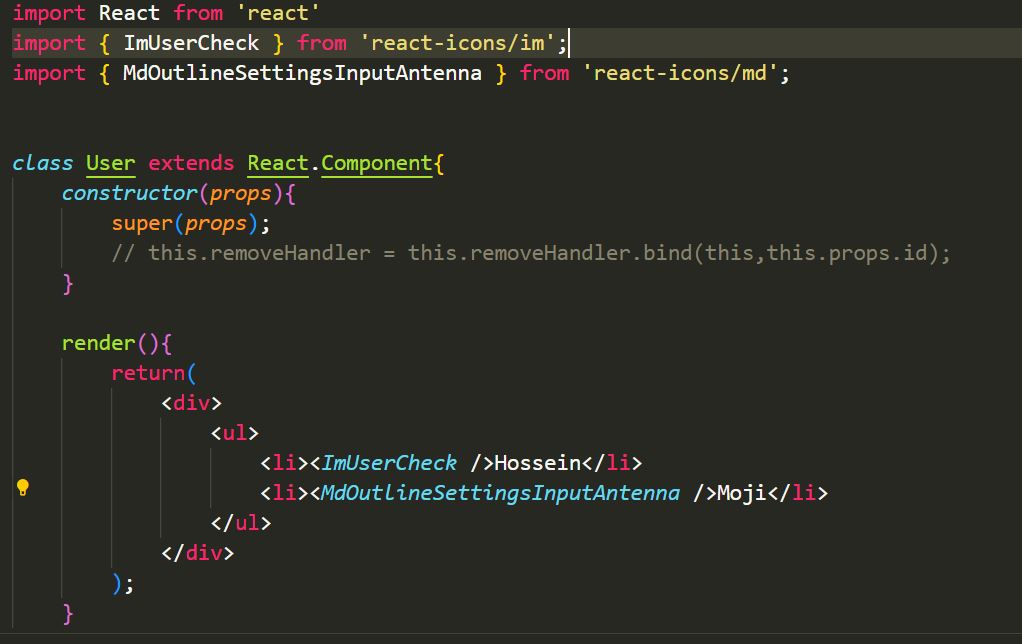 import React from 'react'
import { ImUserCheck } from 'react-icons/im';
import { MdOutlineSettingsInputAntenna } from 'react-icons/md';
class User extends React.Component{
constructor(props){
super(props);
// this.removeHandler = this.removeHandler.bind(this,this.props.id);
}
render(){
return(
<div>
<ul>
<li><ImUserCheck />Hossein</li>
<li><MdOutlineSettingsInputAntenna />Moji</li>
</ul>
</div>
);
}